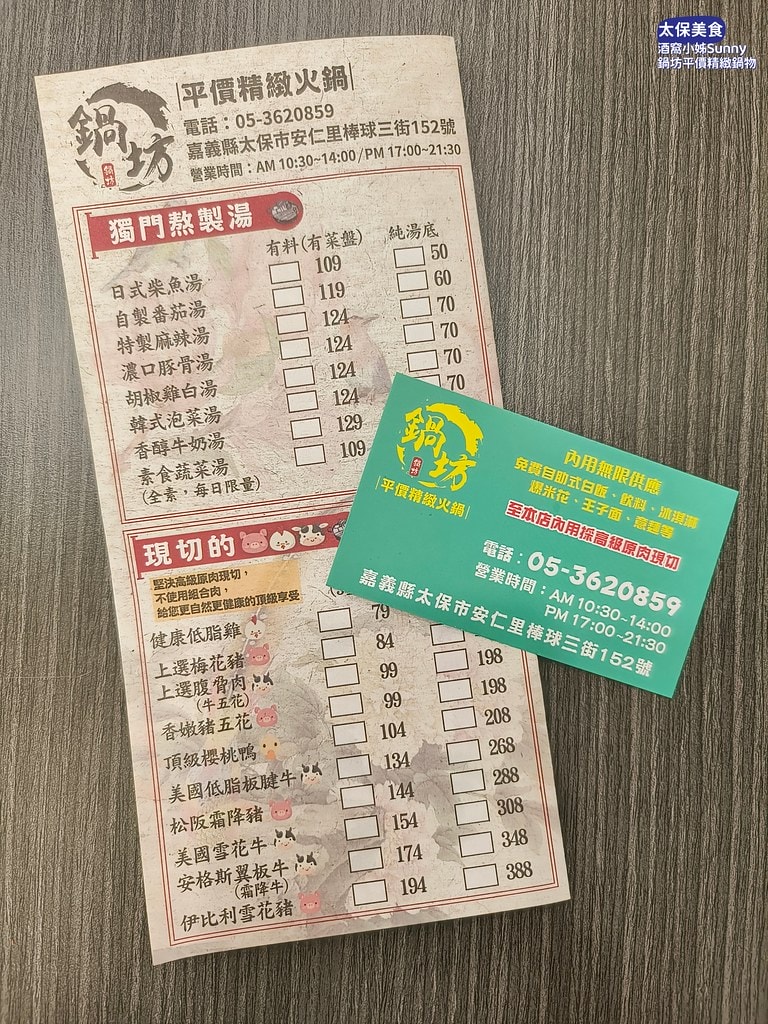 太保美食
酒窩小姊Sunny
鍋坊平價精緻鍋物
鍋坊
鍋坊
平價精緻火鍋
電話：05-3620859
嘉義縣太保市安仁里棒球三街152號
營業時間：AM 10:30~14:00/PM 17:00~21:30
獨門熬製湯
有料(有菜盤) 純湯底
日式柴魚湯 109 50
自製番茄湯 119 60
特製麻辣湯 124 70
濃口豚骨湯 124 70
胡椒雞白湯 124 70
韓式泡菜湯 124 70
香醇牛奶湯 129
素食蔬菜湯 109
(全素，每日限量)
現切的
堅決高級原肉現切，
不使用組合肉，
給您更自然更健康的頂級享受
健康低脂雞 79
上選梅花豬 84
上選腹脅肉 99 198
(牛五花)
香嫩豬五花 99 198
頂級櫻桃鴨 104 208
美國低脂板腱牛 134 268
松阪霜降豬 144 288
美國雪花牛 154 308
安格斯翼板牛 174 348
(霜降牛)
伊比利雪花豬 194 388
鍋坊
鍋坊
平價精緻火鍋
內用無限供應
免費自助式白飯、飲料、冰淇淋
爆米花、王子面、意麵等
至本店內用採高級原肉現切
電話：05-3620859
營業時間：AM 10:30~14:00
PM 17:00~21:30
嘉義縣太保市安仁里棒球三街152號